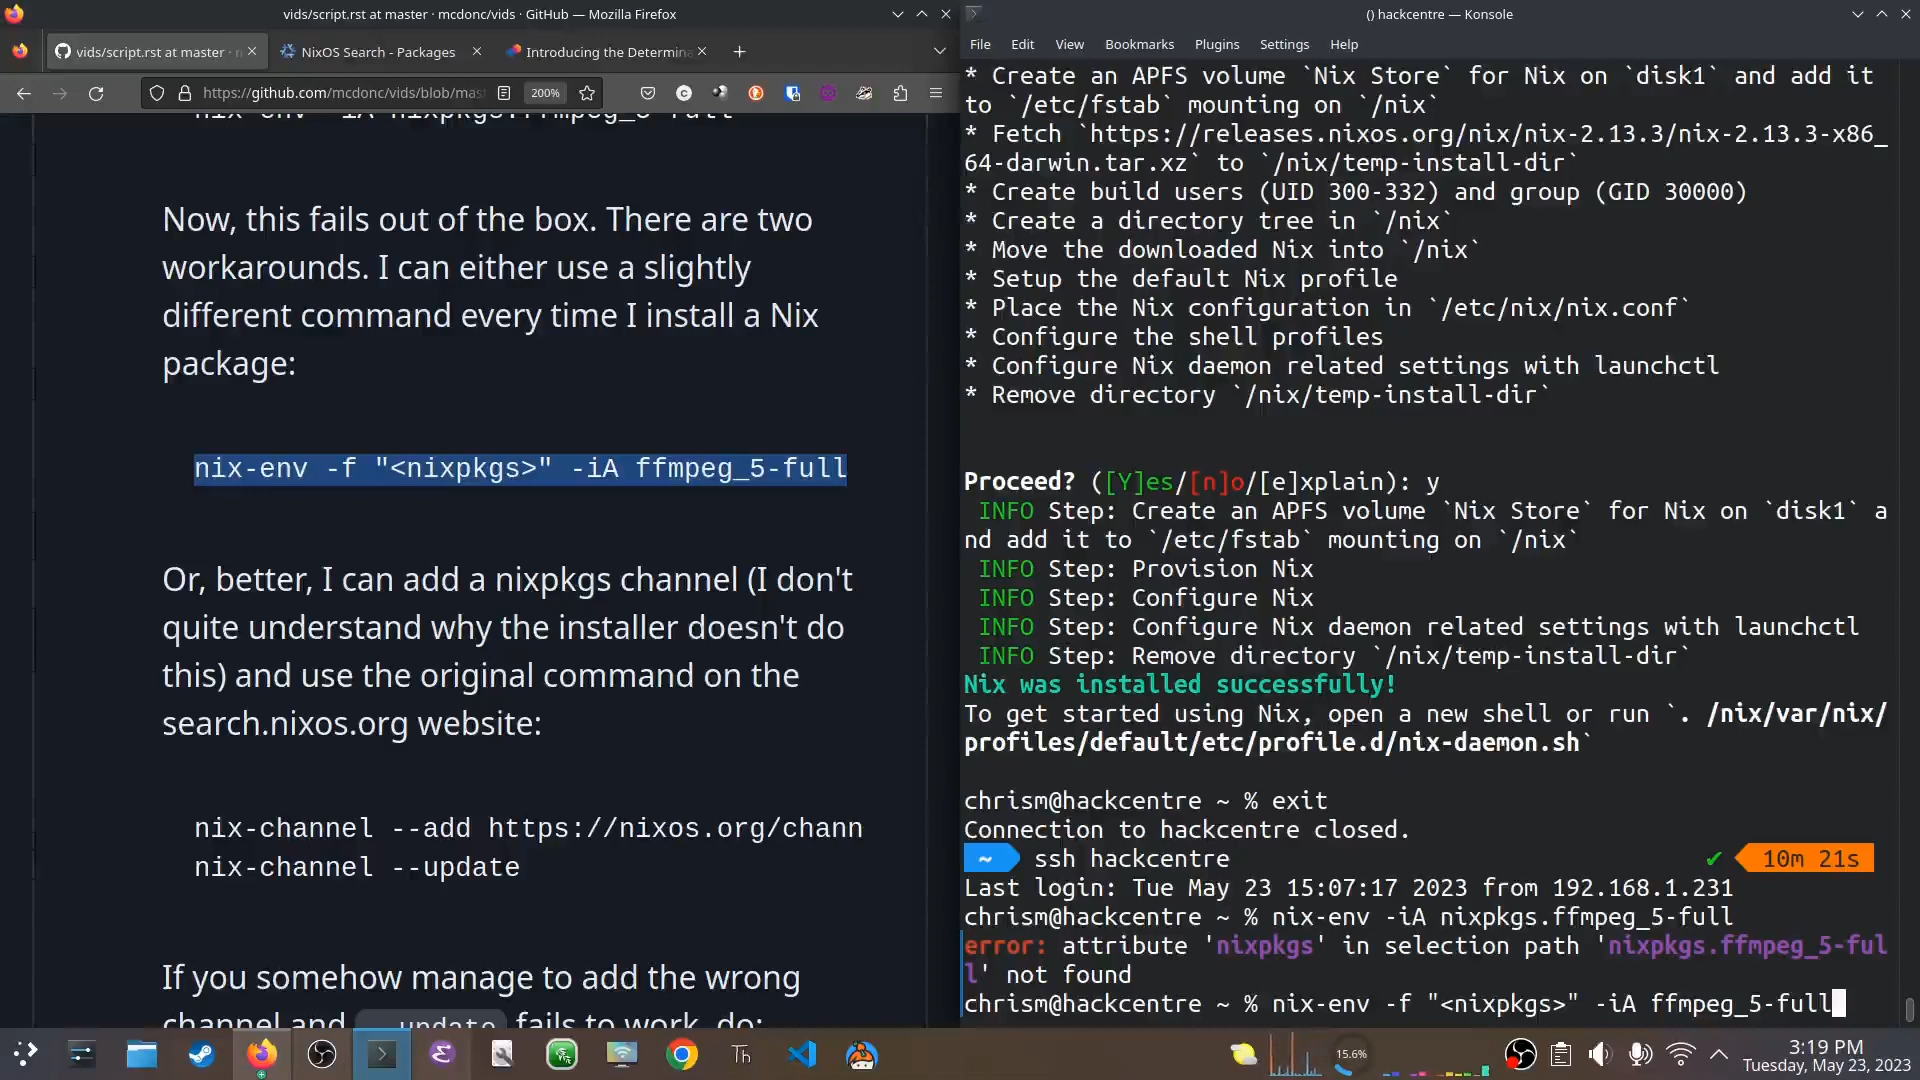 vids/script.rst at master · mcdonc/vids · GitHub — Mozilla Firefox
vids/script.rst at master ·
NixOS Search - Packages
Introducing the Determina
https://github.com/mcdonc/vids/blob/mas
200%
nix-env -iA nixpkgs.ffmpeg_5-full
Now, this fails out of the box. There are two
workarounds. I can either use a slightly
different command every time I install a Nix
package:
nix-env -f "<nixpkgs>" -iA ffmpeg_5-full
Or, better, I can add a nixpkgs channel (I don't
quite understand why the installer doesn't do
this) and use the original command on the
search.nixos.org website:
nix-channel --add https://nixos.org/chann
nix-channel --update
If you somehow manage to add the wrong
channel and --update fails to work, do:
() hackcentre — Konsole
File Edit View Bookmarks Plugins Settings Help
* Create an APFS volume `Nix Store` for Nix on `disk1` and add it
to `/etc/fstab` mounting on `/nix`
* Fetch `https://releases.nixos.org/nix/nix-2.13.3/nix-2.13.3-x86_
64-darwin.tar.xz` to `/nix/temp-install-dir`
* Create build users (UID 300-332) and group (GID 30000)
* Create a directory tree in `/nix`
* Move the downloaded Nix into `/nix`
* Setup the default Nix profile
* Place the Nix configuration in `/etc/nix/nix.conf`
* Configure the shell profiles
* Configure Nix daemon related settings with launchctl
* Remove directory `/nix/temp-install-dir`
Proceed? ([Y]es/[n]o/[e]xplain): y
INFO Step: Create an APFS volume `Nix Store` for Nix on `disk1` a
nd add it to `/etc/fstab` mounting on `/nix`
INFO Step: Provision Nix
INFO Step: Configure Nix
INFO Step: Configure Nix daemon related settings with launchctl
INFO Step: Remove directory `/nix/temp-install-dir`
Nix was installed successfully!
To get started using Nix, open a new shell or run `. /nix/var/nix/
profiles/default/etc/profile.d/nix-daemon.sh`
chrism@hackcentre ~ % exit
Connection to hackcentre closed.
~ ssh hackcentre ✔ 10m 21s
Last login: Tue May 23 15:07:17 2023 from 192.168.1.231
chrism@hackcentre ~ % nix-env -iA nixpkgs.ffmpeg_5-full
error: attribute 'nixpkgs' in selection path 'nixpkgs.ffmpeg_5-ful
l' not found
chrism@hackcentre ~ % nix-env -f "<nixpkgs>" -iA ffmpeg_5-full
Th
15.6%
3:19 PM
Tuesday, May 23, 2023